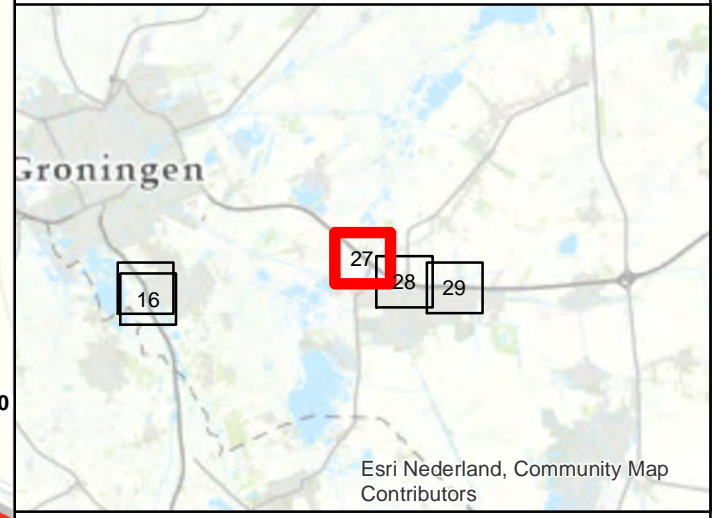 Groningen
27
28
29
16
0
Esri Nederland, Community Map
Contributors